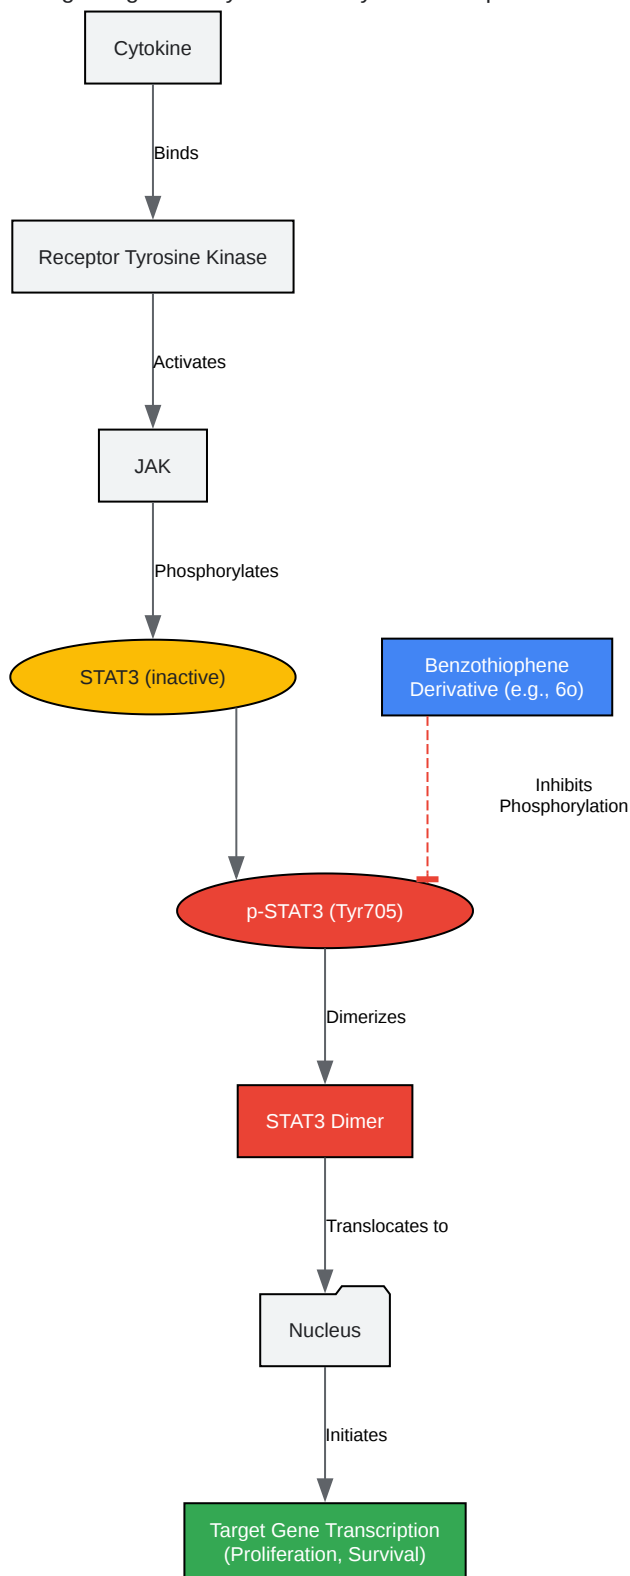 Cytokine
Binds
Receptor Tyrosine Kinase
Activates
JAK
Phosphorylates
STAT3 (inactive)
Benzothiophene
Derivative (e.g., 6o)
Inhibits
Phosphorylation
p-STAT3 (Tyr705)
Dimerizes
STAT3 Dimer
Translocates to
Nucleus
Initiates
Target Gene Transcription
(Proliferation, Survival)